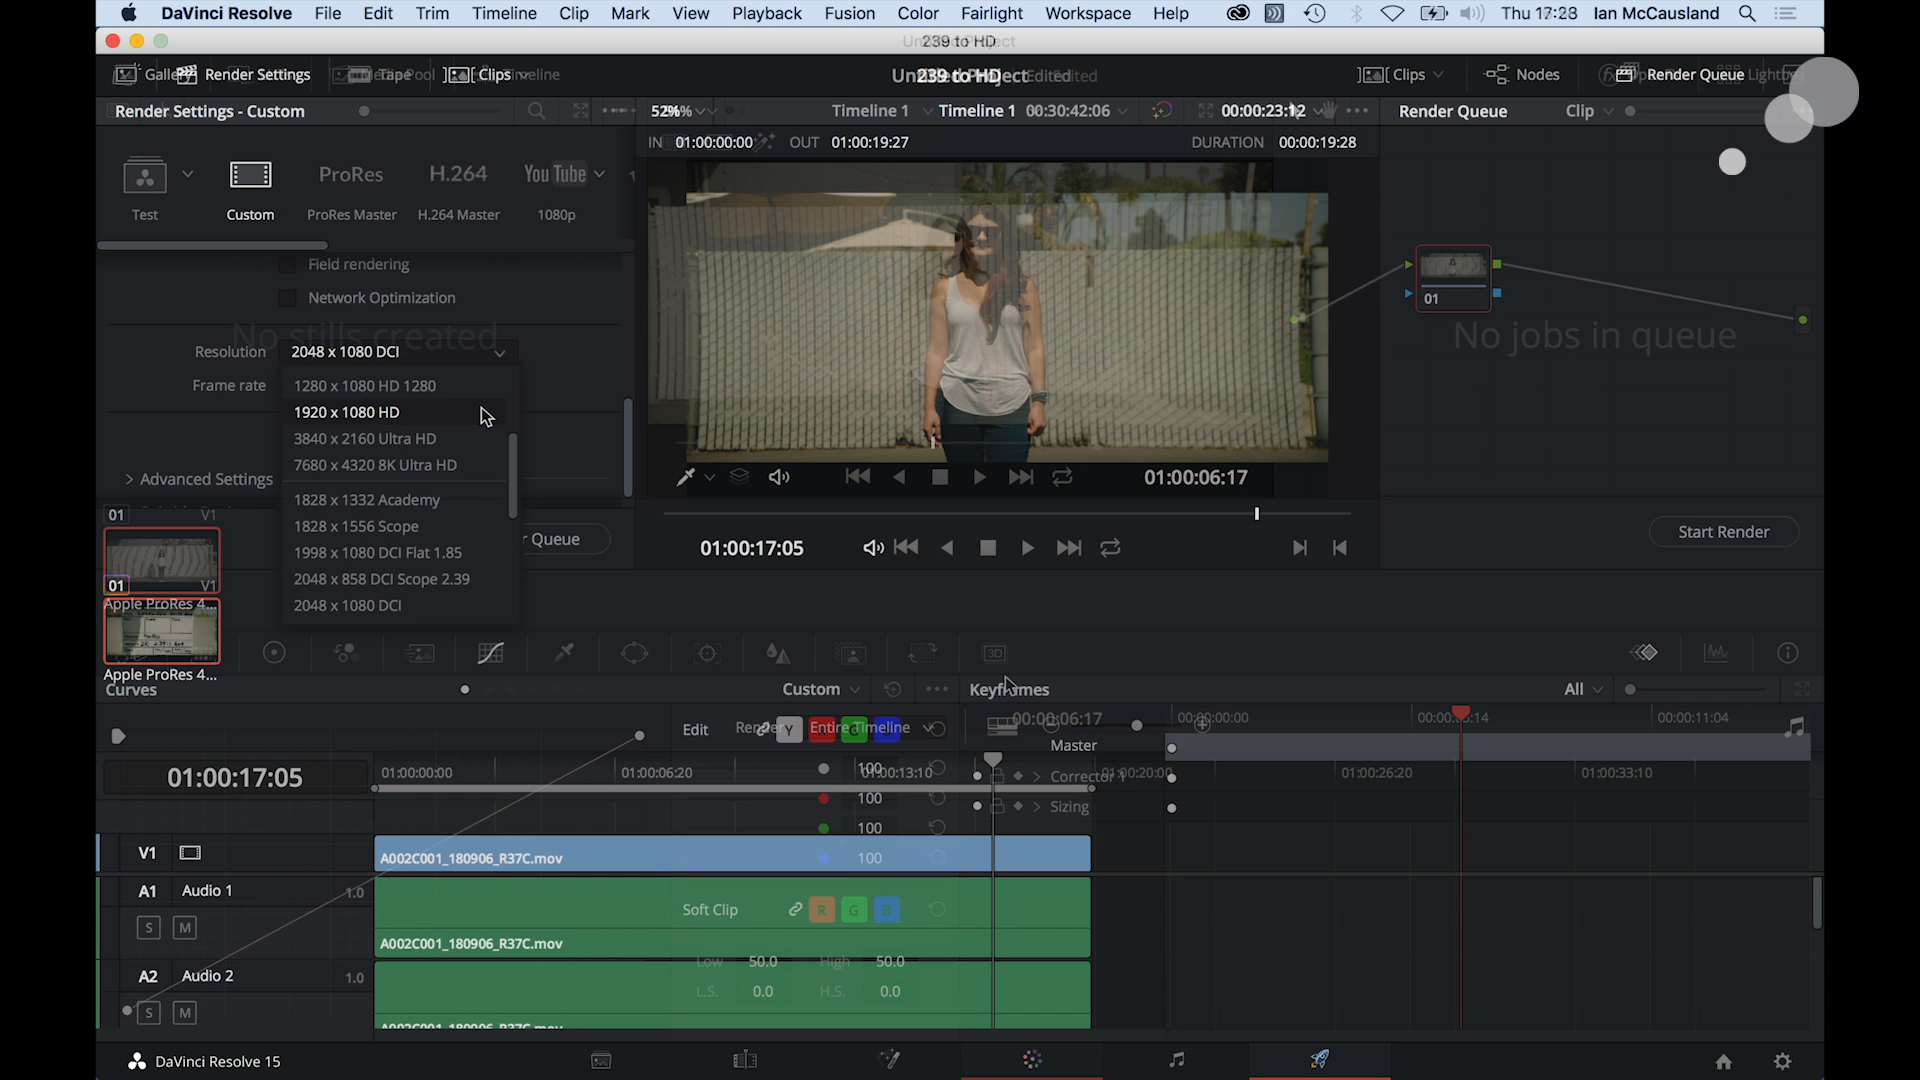 DaVinci Resolve File Edit Trim Timeline Clip Mark View Playback Fusion Color Fairlight Workspace Help Thu 17:28 Ian McCausland
239 to HD
Render Settings Tape Clips Timeline 239 to HD Edited Clips Nodes Render Queue
Render Settings - Custom 52% Timeline 1 Timeline 1 00:30:42:06 00:00:23:12 Render Queue Clip
IN 01:00:00:00 OUT 01:00:19:27 DURATION 00:00:19:28
ProRes H.264 YouTube
Test Custom ProRes Master H.264 Master 1080p
Field rendering
Network Optimization
01
No stills created
No jobs in queue
Resolution 2048 x 1080 DCI
Frame rate 1280 x 1080 HD 1280
1920 x 1080 HD
3840 x 2160 Ultra HD
7680 x 4320 8K Ultra HD
Advanced Settings
01:00:06:17
1828 x 1332 Academy
01 V1
1828 x 1556 Scope
Queue
Start Render
1998 x 1080 DCI Flat 1.85
01:00:17:05
2048 x 858 DCI Scope 2.39
01 V1
Apple ProRes 4...
2048 x 1080 DCI
3D
Apple ProRes 4...
Curves Custom Keyframes All
00:00:06:17 00:00:00:00 00:00:11:04
Edit Render Y Entire Timeline
Master
01:00:17:05 01:00:00:00 01:00:06:20 01:00:13:10 01:00:20:00 01:00:26:20 01:00:33:10
100 Corrector 1
100 Sizing
100
V1 A002C001_180906_R37C.mov 100
A1 Audio 1 1.0
Soft Clip R G B
S M
A002C001_180906_R37C.mov
Low 50.0 High 50.0
A2 Audio 2 1.0
L.S. 0.0 H.S. 0.0
S M
A002C001_180906_R37C.mov
DaVinci Resolve 15